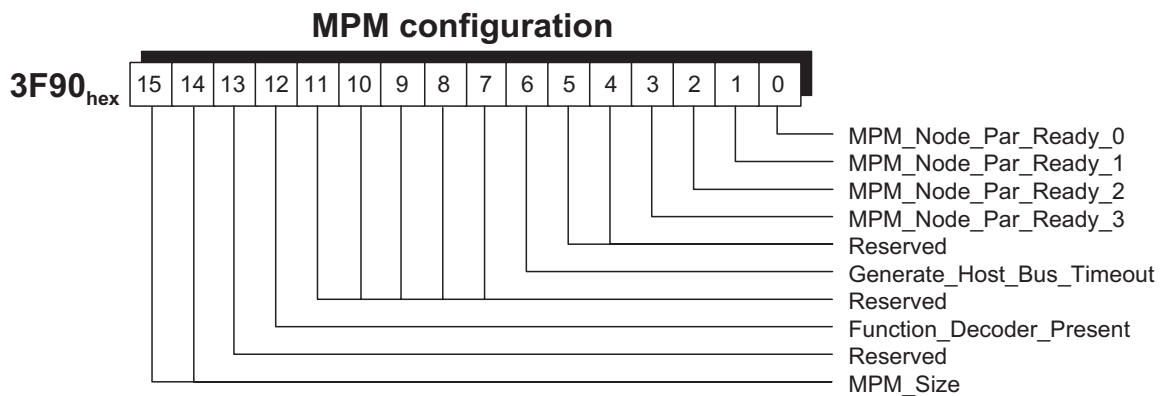 MPM configuration
3F90hex 15 14 13 12 11 10 9 8 7 6 5 4 3 2 1 0
MPM_Node_Par_Ready_0
MPM_Node_Par_Ready_1
MPM_Node_Par_Ready_2
MPM_Node_Par_Ready_3
Reserved
Generate_Host_Bus_Timeout
Reserved
Function_Decoder_Present
Reserved
MPM_Size